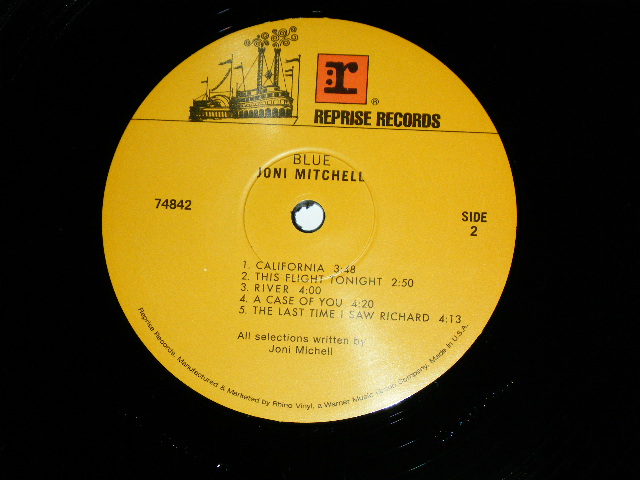 r
®
REPRISE RECORDS
BLUE
JONI MITCHELL
74842
SIDE
2
1. CALIFORNIA 3:48
2. THIS FLIGHT TONIGHT 2:50
3. RIVER 4:00
4. A CASE OF YOU 4:20
5. THE LAST TIME I SAW RICHARD 4:13
All selections written by
Joni Michell
Reprise Records, Manufactured & Marketed by Rhino Vinyl, a Warner Music Group Company. Made in U.S.A.